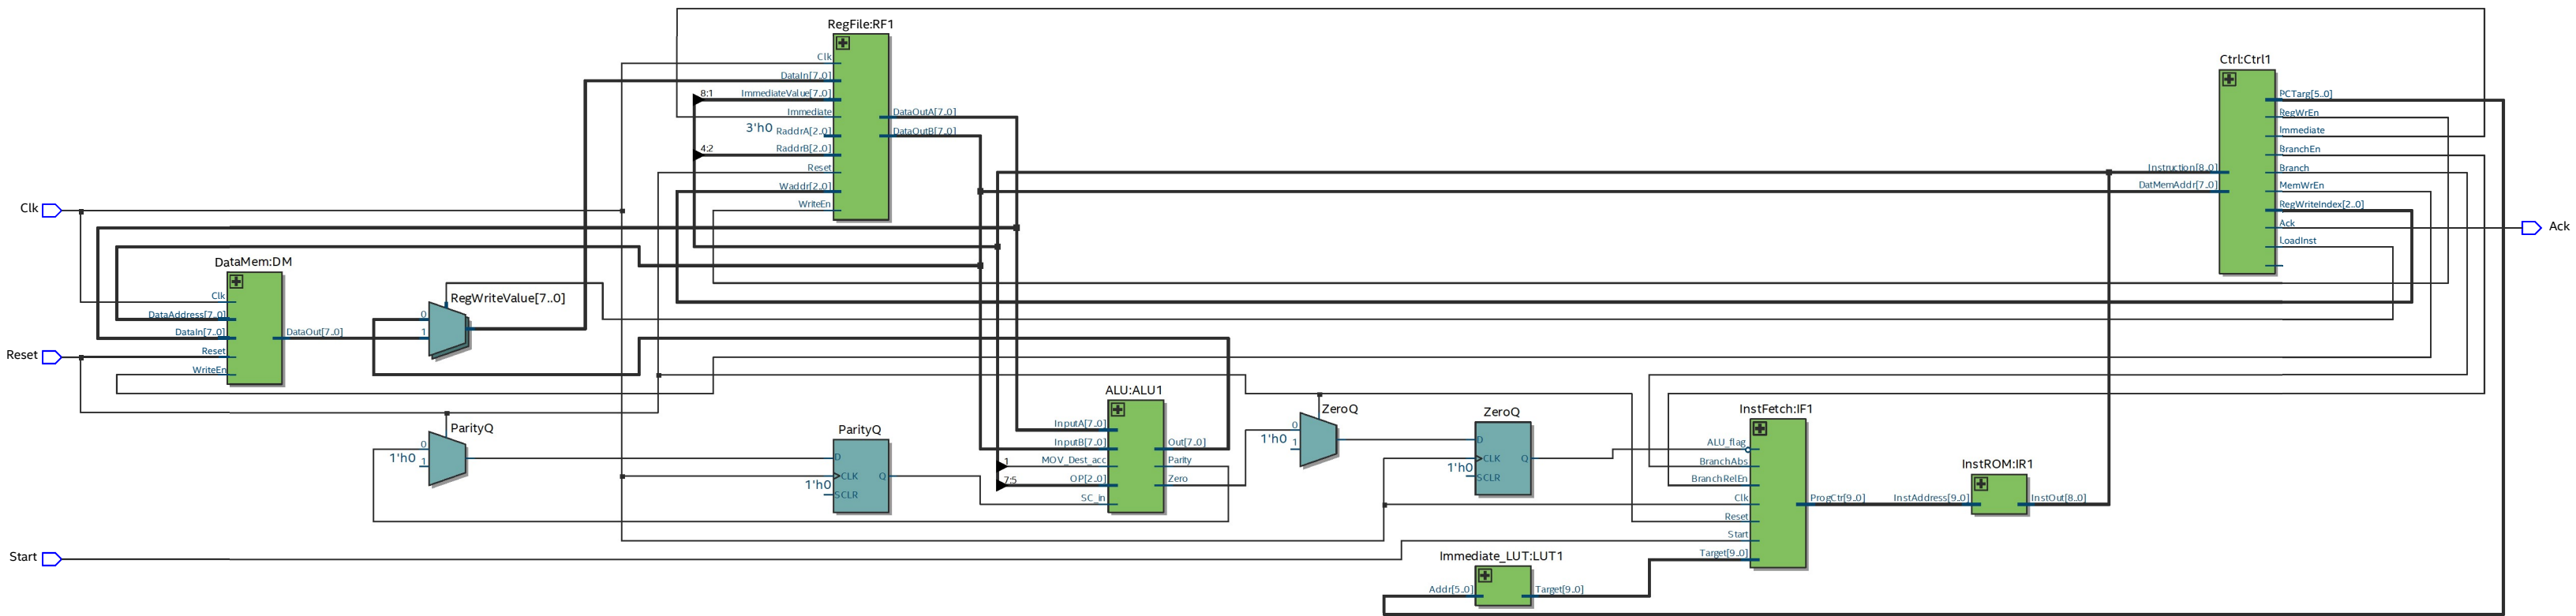 RegFile:RF1
Clk
DataIn[7..0]
8:1
ImmediateValue[7..0]
Immediate
3'h0
RaddrA[2..0]
4:2
RaddrB[2..0]
Reset
Waddr[2..0]
WriteEn
DataOutA[7..0]
DataOutB[7..0]
Ctrl:Ctrl1
Instruction[8..0]
DatMemAddr[7..0]
PCTarg[5..0]
RegWrEn
Immediate
BranchEn
Branch
MemWrEn
RegWriteIndex[2..0]
Ack
LoadInst
Ack
Clk
Reset
Start
DataMem:DM
Clk
DataAddress[7..0]
DataIn[7..0]
Reset
WriteEn
DataOut[7..0]
RegWriteValue[7..0]
0
1
ParityQ
0
1'h0
1
ParityQ
D
CLK
1'h0
SCLR
Q
ALU:ALU1
InputA[7..0]
InputB[7..0]
1
MOV_Dest_acc
7:5
OP[2..0]
SC_in
Out[7..0]
Parity
Zero
ZeroQ
0
1'h0
1
ZeroQ
D
CLK
1'h0
SCLR
Q
InstFetch:IF1
ALU_flag
BranchAbs
BranchRelEn
Clk
Reset
Start
Target[9..0]
ProgCtr[9..0]
InstROM:IR1
InstAddress[9..0]
InstOut[8..0]
Immediate_LUT:LUT1
Addr[5..0]
Target[9..0]